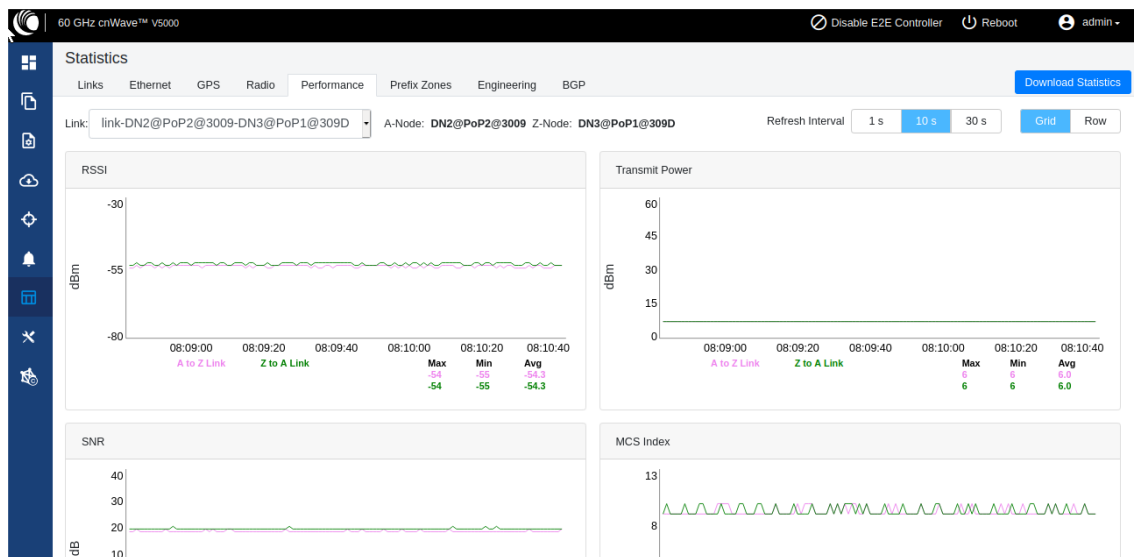 60 GHz cnWave™ V5000
Disable E2E Controller Reboot admin
Statistics
Links Ethernet GPS Radio Performance Prefix Zones Engineering BGP
Download Statistics
Link: link-DN2@PoP2@3009-DN3@PoP1@309D A-Node: DN2@PoP2@3009 Z-Node: DN3@PoP1@309D
Refresh Interval 1 s 10 s 30 s Grid Row
RSSI
-30
-55
-80
dBm
08:09:00 08:09:20 08:09:40 08:10:00 08:10:20 08:10:40
A to Z Link Z to A Link Max Min Avg
-54 -55 -54.3
-54 -55 -54.3
Transmit Power
60
45
30
15
0
dBm
08:09:00 08:09:20 08:09:40 08:10:00 08:10:20 08:10:40
A to Z Link Z to A Link Max Min Avg
6 6 6.0
6 6 6.0
SNR
40
30
20
10
dB
MCS Index
13
8